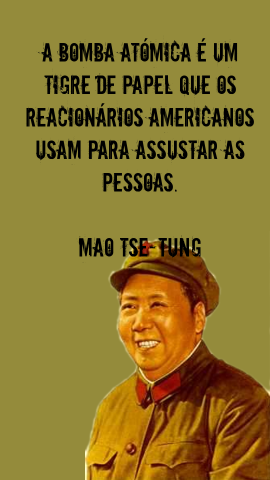 A BOMBA ATÓMICA É UM
TIGRE DE PAPEL QUE OS
REACIONÁRIOS AMERICANOS
USAM PARA ASSUSTAR AS
PESSOAS.
MAO TSE-TUNG